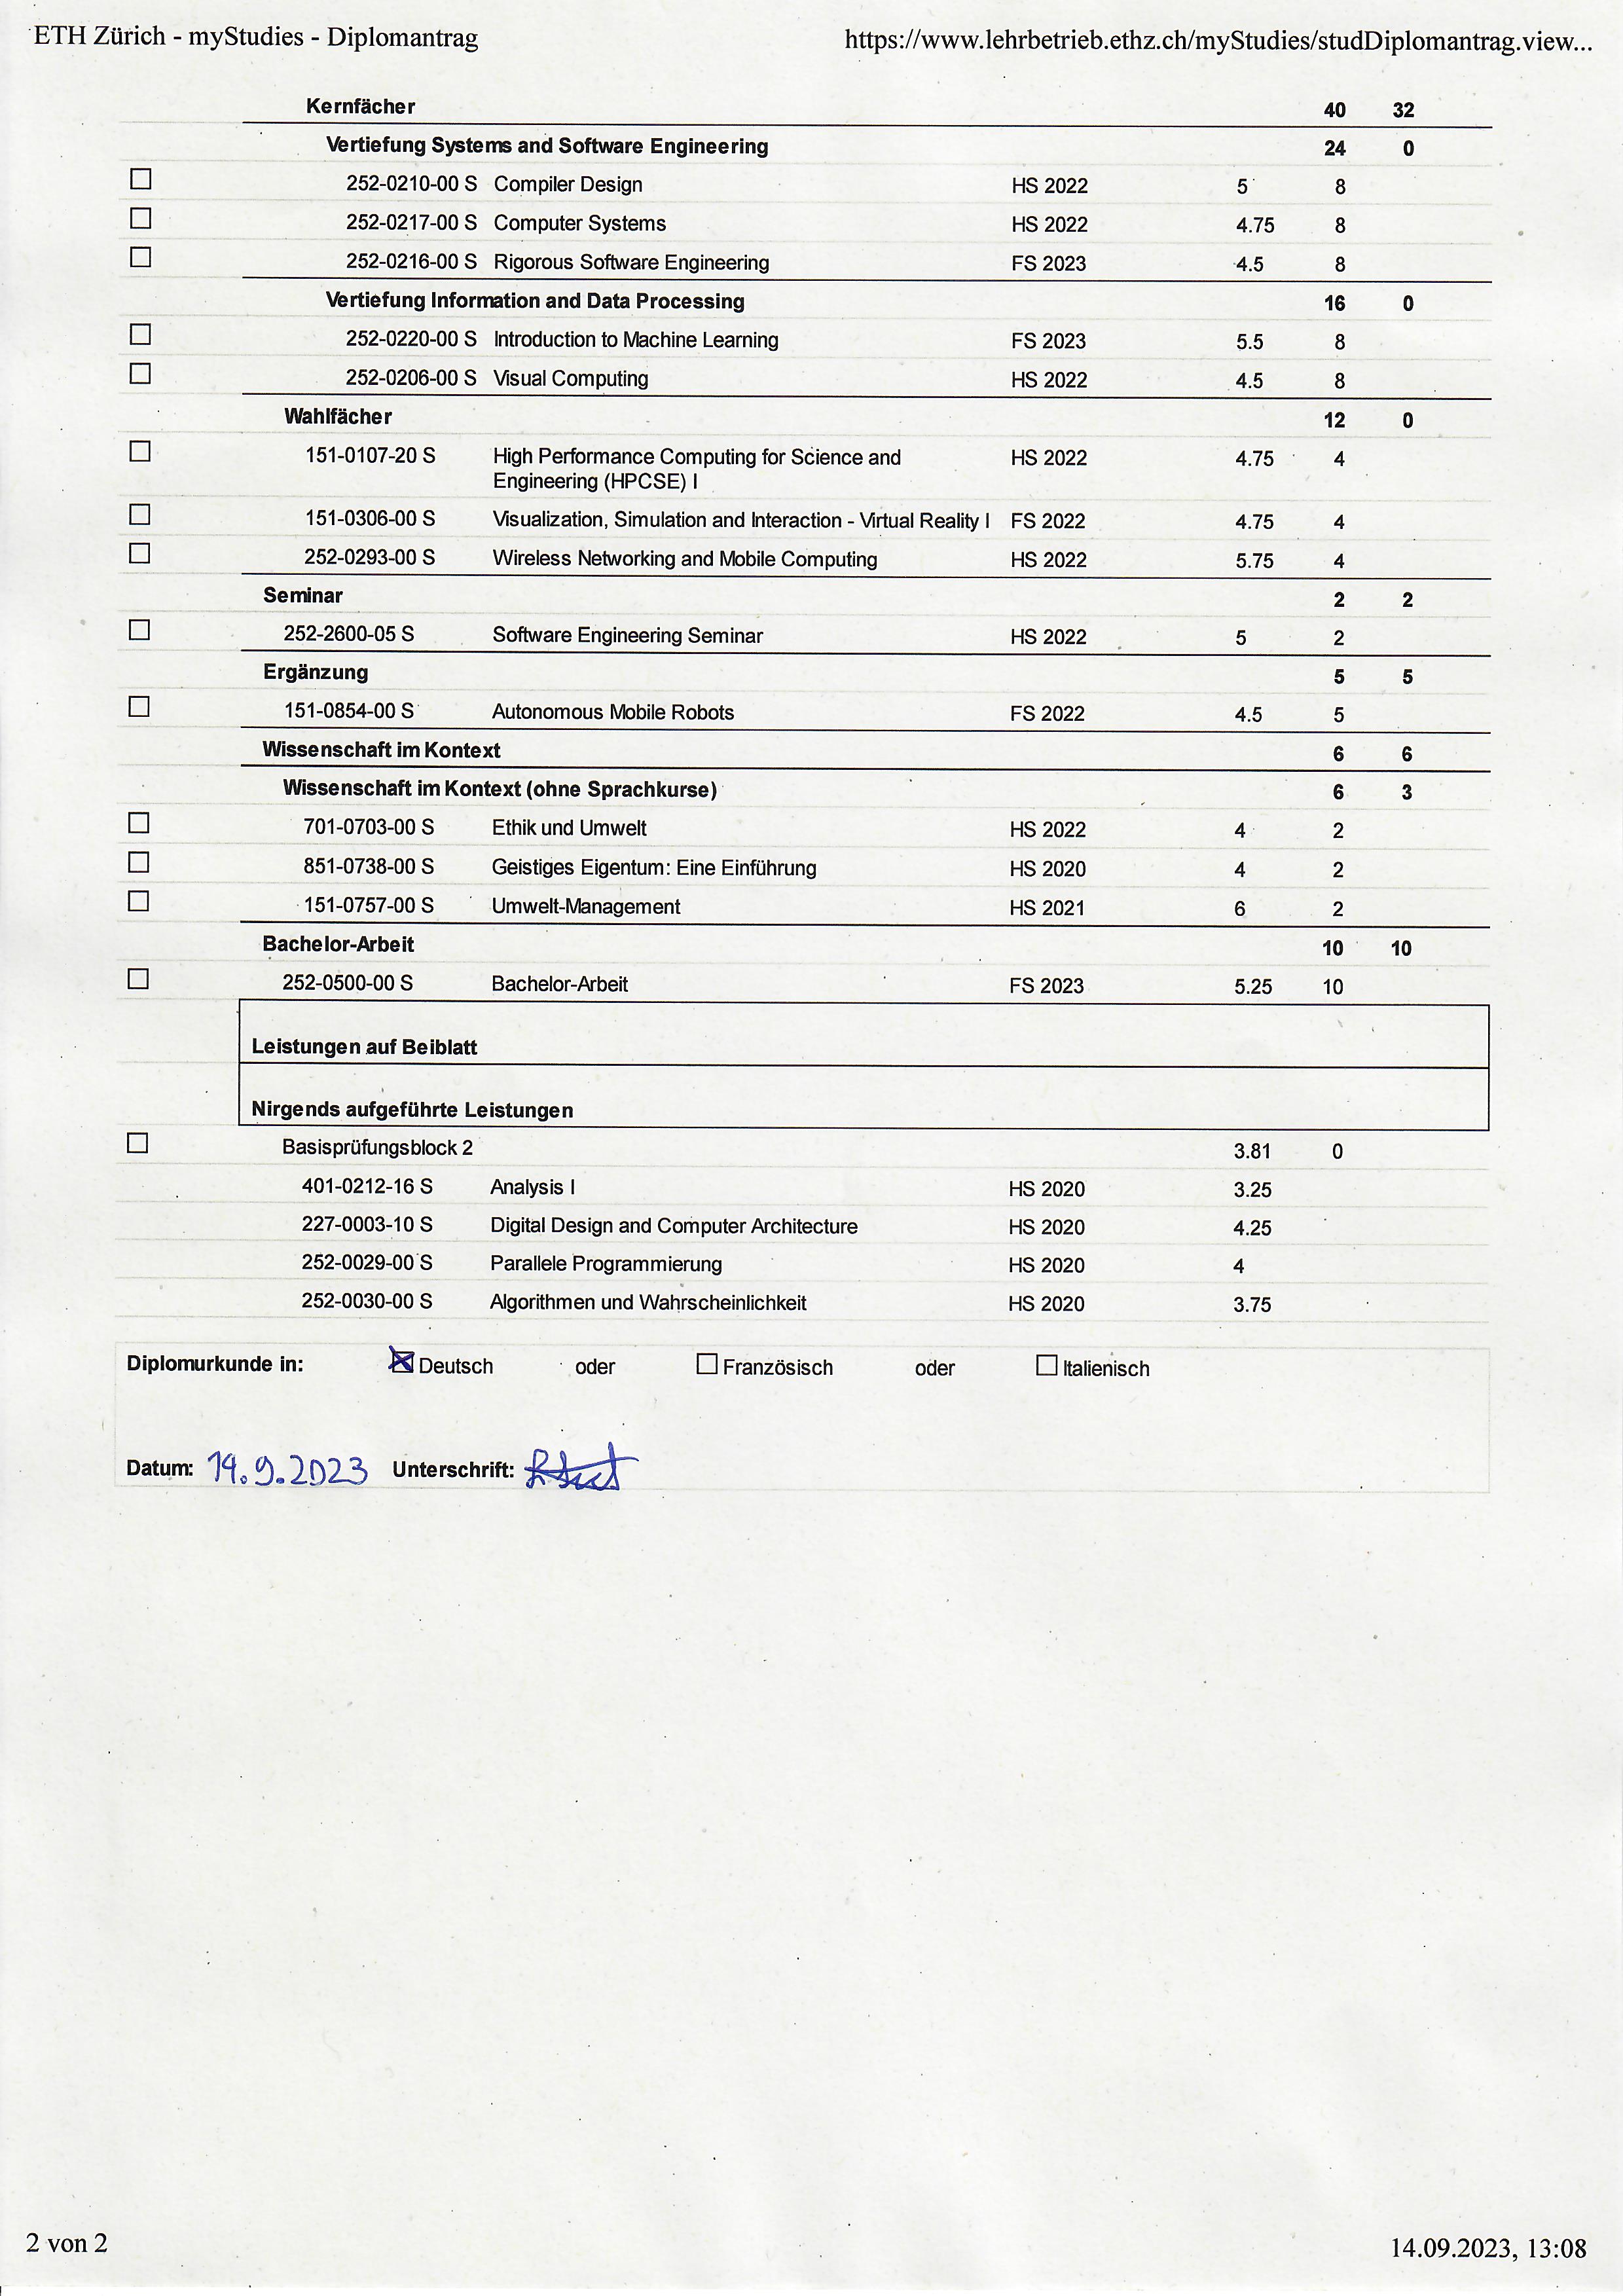 ETH Zürich - myStudies - Diplomantrag https://www.lehrbetrieb.ethz.ch/myStudies/studDiplomantrag.view...
Kernfächer 40 32
Vertiefung Systems and Software Engineering 24 0
252-0210-00 S Compiler Design HS 2022 5 8
252-0217-00 S Computer Systems HS 2022 4.75 8
252-0216-00 S Rigorous Software Engineering FS 2023 4.5 8
Vertiefung Information and Data Processing 16 0
252-0220-00 S Introduction to Machine Learning FS 2023 5.5 8
252-0206-00 S Visual Computing HS 2022 4.5 8
Wahlfächer 12 0
151-0107-20 S High Performance Computing for Science and HS 2022 4.75 4
Engineering (HPCSE) I
151-0306-00 S Visualization, Simulation and Interaction - Virtual Reality I FS 2022 4.75 4
252-0293-00 S Wireless Networking and Mobile Computing HS 2022 5.75 4
Seminar 2 2
252-2600-05 S Software Engineering Seminar HS 2022 5 2
Ergänzung 5 5
151-0854-00 S Autonomous Mobile Robots FS 2022 4.5 5
Wissenschaft im Kontext 6 6
Wissenschaft im Kontext (ohne Sprachkurse) 6 3
701-0703-00 S Ethik und Umwelt HS 2022 4 2
851-0738-00 S Geistiges Eigentum: Eine Einführung HS 2020 4 2
151-0757-00 S Umwelt-Management HS 2021 6 2
Bachelor-Arbeit 10 10
252-0500-00 S Bachelor-Arbeit FS 2023 5.25 10
Leistungen auf Beiblatt
Nirgends aufgeführte Leistungen
Basisprüfungsblock 2 3.81 0
401-0212-16 S Analysis I HS 2020 3.25
227-0003-10 S Digital Design and Computer Architecture HS 2020 4.25
252-0029-00 S Parallele Programmierung HS 2020 4
252-0030-00 S Algorithmen und Wahrscheinlichkeit HS 2020 3.75
Diplomurkunde in: Deutsch oder Französisch oder Italienisch
Datum: 14.9.2023 Unterschrift:
2 von 2 14.09.2023, 13:08